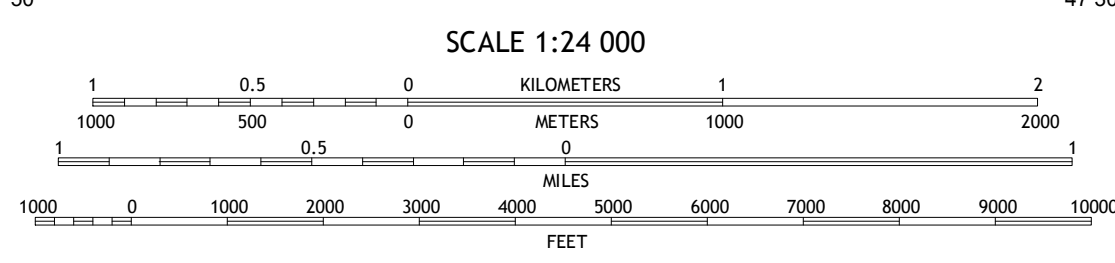 SCALE 1:24 000
1 0.5 0 KILOMETERS 1 2
1000 500 0 METERS 1000 2000
1 0.5 0 1
MILES
1000 0 1000 2000 3000 4000 5000 6000 7000 8000 9000 10000
FEET